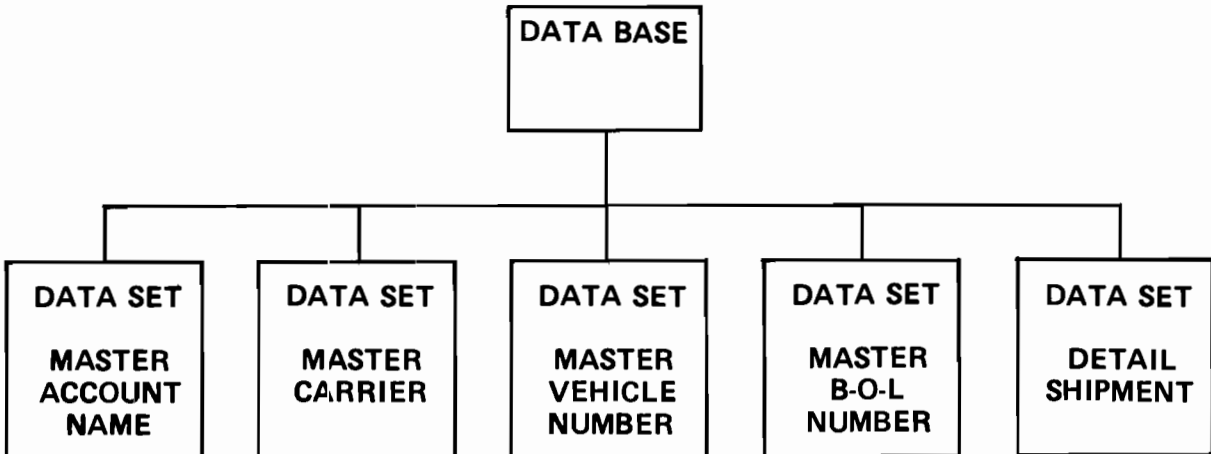 DATA BASE
DATA SET
MASTER
ACCOUNT
NAME
DATA SET
MASTER
CARRIER
DATA SET
MASTER
VEHICLE
NUMBER
DATA SET
MASTER
B-O-L
NUMBER
DATA SET
DETAIL
SHIPMENT